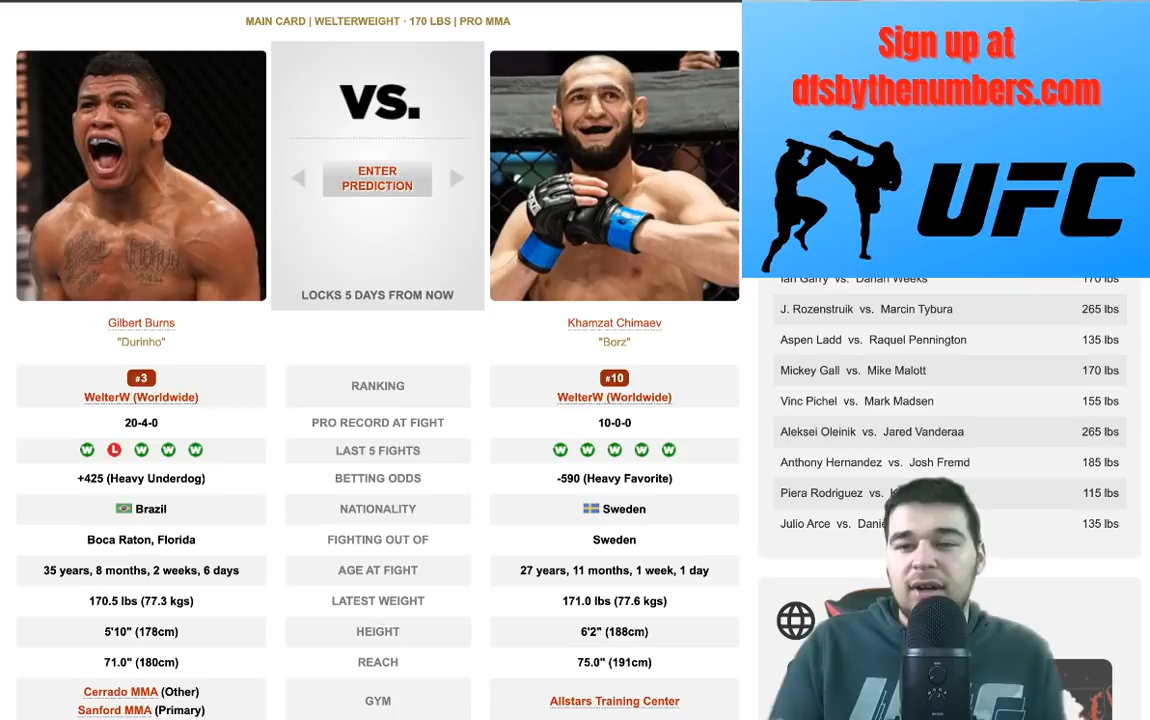 MAIN CARD | WELTERWEIGHT · 170 LBS | PRO MMA
VS.
ENTER
PREDICTION
LOCKS 5 DAYS FROM NOW
Gilbert Burns
"Durinho"
Khamzat Chimaev
"Borz"
#3
WelterW (Worldwide)
RANKING
#10
WelterW (Worldwide)
20-4-0
PRO RECORD AT FIGHT
10-0-0
W L W W W
LAST 5 FIGHTS
W W W W W
+425 (Heavy Underdog)
BETTING ODDS
-590 (Heavy Favorite)
Brazil
NATIONALITY
Sweden
Boca Raton, Florida
FIGHTING OUT OF
Sweden
35 years, 8 months, 2 weeks, 6 days
AGE AT FIGHT
27 years, 11 months, 1 week, 1 day
170.5 lbs (77.3 kgs)
LATEST WEIGHT
171.0 lbs (77.6 kgs)
5'10" (178cm)
HEIGHT
6'2" (188cm)
71.0" (180cm)
REACH
75.0" (191cm)
Cerrado MMA (Other)
Sanford MMA (Primary)
GYM
Allstars Training Center
Sign up at
dfsbythenumbers.com
UFC
Ian Garry vs. Darian Weeks 170 lbs
J. Rozenstruik vs. Marcin Tybura 265 lbs
Aspen Ladd vs. Raquel Pennington 135 lbs
Mickey Gall vs. Mike Malott 170 lbs
Vinc Pichel vs. Mark Madsen 155 lbs
Aleksei Oleinik vs. Jared Vanderaa 265 lbs
Anthony Hernandez vs. Josh Fremd 185 lbs
Piera Rodriguez vs. 115 lbs
Julio Arce vs. 135 lbs